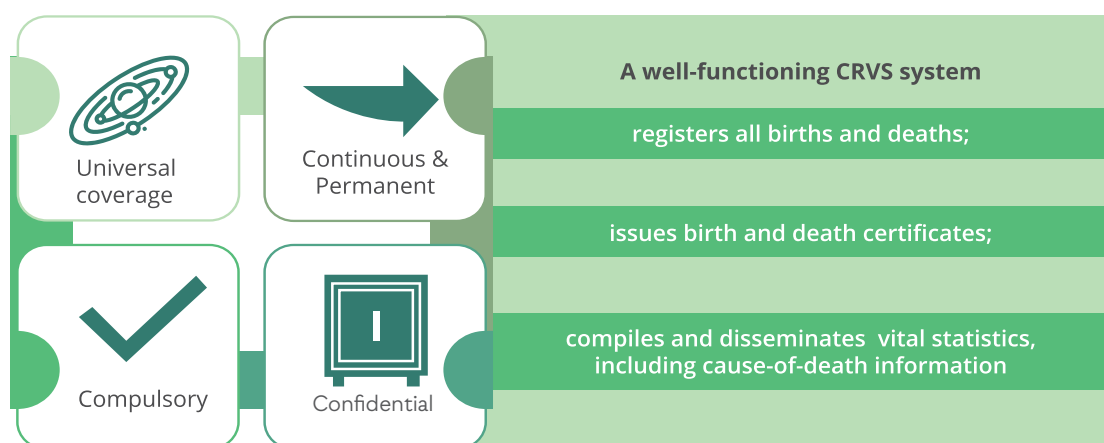 Universal
coverage
Continuous &
Permanent
Compulsory
Confidential
A well-functioning CRVS system
registers all births and deaths;
issues birth and death certificates;
compiles and disseminates  vital statistics,
including cause-of-death information